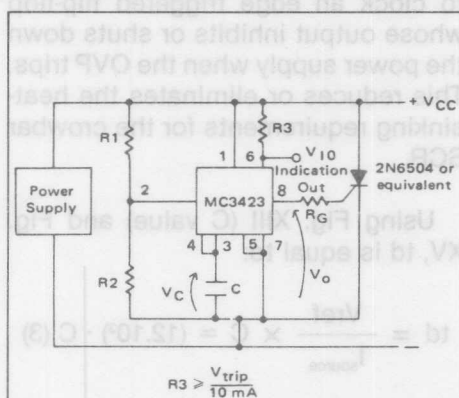 to clock an edge triggered flip-flop
whose output inhibits or shuts down
the power supply when the OVP trips.
This reduces or eliminates the heat-
sinking requirements for the crowbar
SCR.
+ VCC
R1
R3
1
6
V10
Indication
2N6504 or
equivalent
Power
Supply
2
MC3423
8
Out
RG
4
3
5
7
Using Fig. XIII (C value) and Fig.
XV, td is equal to:
R2
VC
C
Vo
td = Vref / Isource × C = (12.10³) · C (3)
−
R3 ⩾ Vtrip / 10 mA